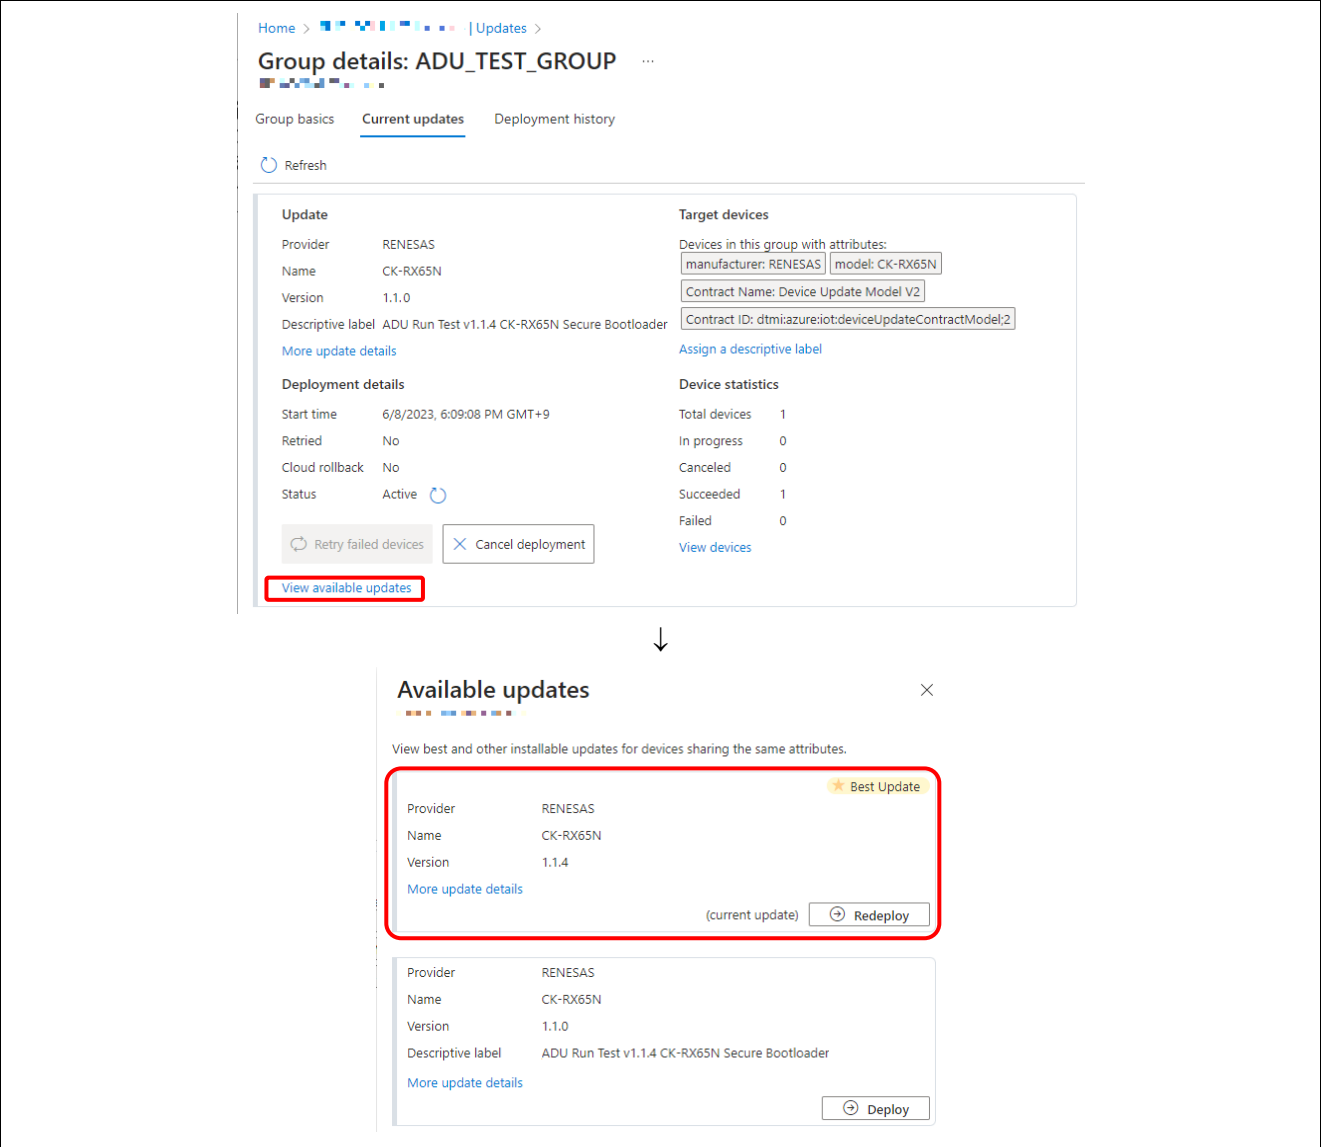 Home > | Updates >
Group details: ADU_TEST_GROUP ...
Group basics Current updates Deployment history
Refresh
Update
Provider RENESAS
Name CK-RX65N
Version 1.1.0
Descriptive label ADU Run Test v1.1.4 CK-RX65N Secure Bootloader
More update details
Target devices
Devices in this group with attributes:
manufacturer: RENESAS model: CK-RX65N
Contract Name: Device Update Model V2
Contract ID: dtmi:azure:iot:deviceUpdateContractModel;2
Assign a descriptive label
Deployment details
Start time 6/8/2023, 6:09:08 PM GMT+9
Retried No
Cloud rollback No
Status Active
Retry failed devices Cancel deployment
View available updates
Device statistics
Total devices 1
In progress 0
Canceled 0
Succeeded 1
Failed 0
View devices
↓
Available updates
View best and other installable updates for devices sharing the same attributes.
Best Update
Provider RENESAS
Name CK-RX65N
Version 1.1.4
More update details
(current update) Redeploy
Provider RENESAS
Name CK-RX65N
Version 1.1.0
Descriptive label ADU Run Test v1.1.4 CK-RX65N Secure Bootloader
More update details
Deploy